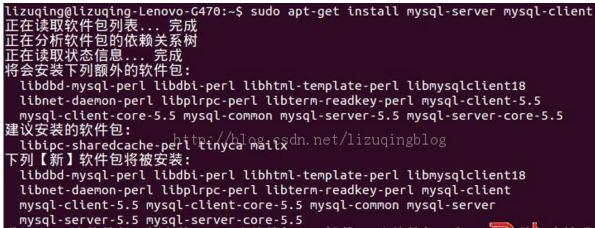 lizuqing@lizuqing-Lenovo-G470:~$ sudo apt-get install mysql-server mysql-client
正在读取软件包列表... 完成
正在分析软件包的依赖关系树
正在读取状态信息... 完成
将会安装下列额外的软件包:
libdbd-mysql-perl libdbi-perl libhtml-template-perl libmysqlclient18
libnet-daemon-perl libplrpc-perl libterm-readkey-perl mysql-client-5.5
mysql-client-core-5.5 mysql-common mysql-server-5.5 mysql-server-core-5.5
建议安装的软件包:
http://blog.csdn.net/lizuqingblog
libipc-sharedcache-perl tinyca mailx
下列【新】软件包将被安装:
libdbd-mysql-perl libdbi-perl libhtml-template-perl libmysqlclient18
libnet-daemon-perl libplrpc-perl libterm-readkey-perl mysql-client
mysql-client-5.5 mysql-client-core-5.5 mysql-common mysql-server
mysql-server-5.5 mysql-server-core-5.5